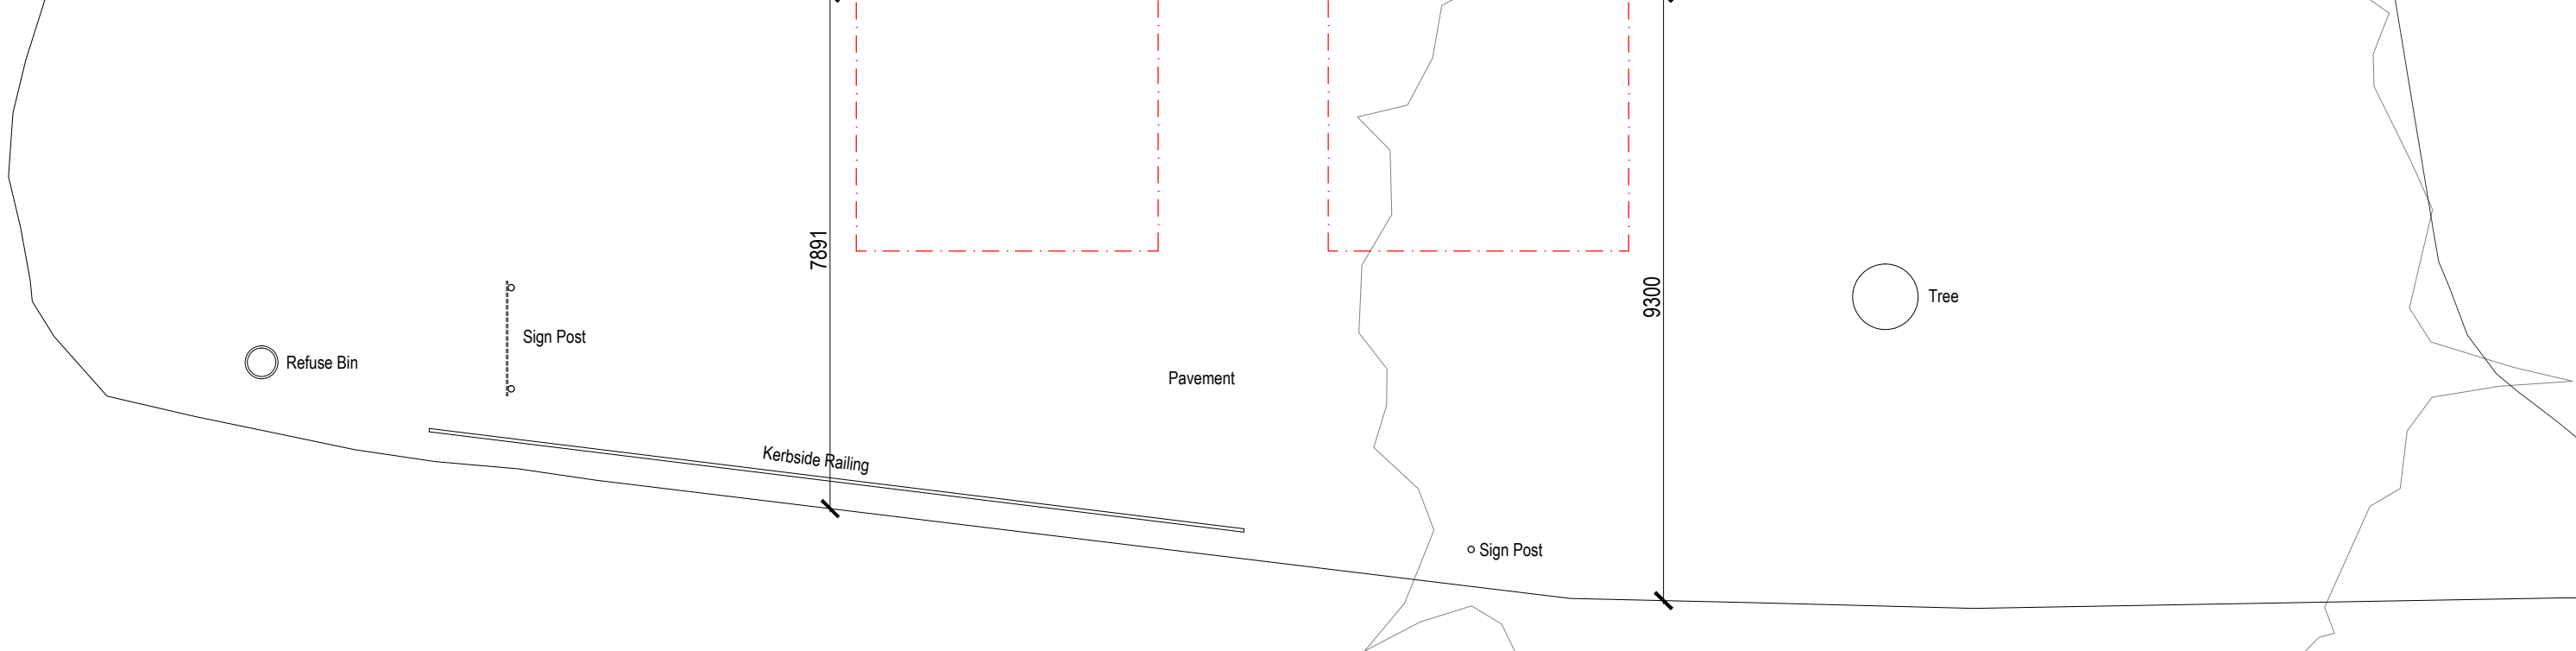 7891
9300
Tree
Sign Post
Refuse Bin
Pavement
Kerbside Railing
Sign Post